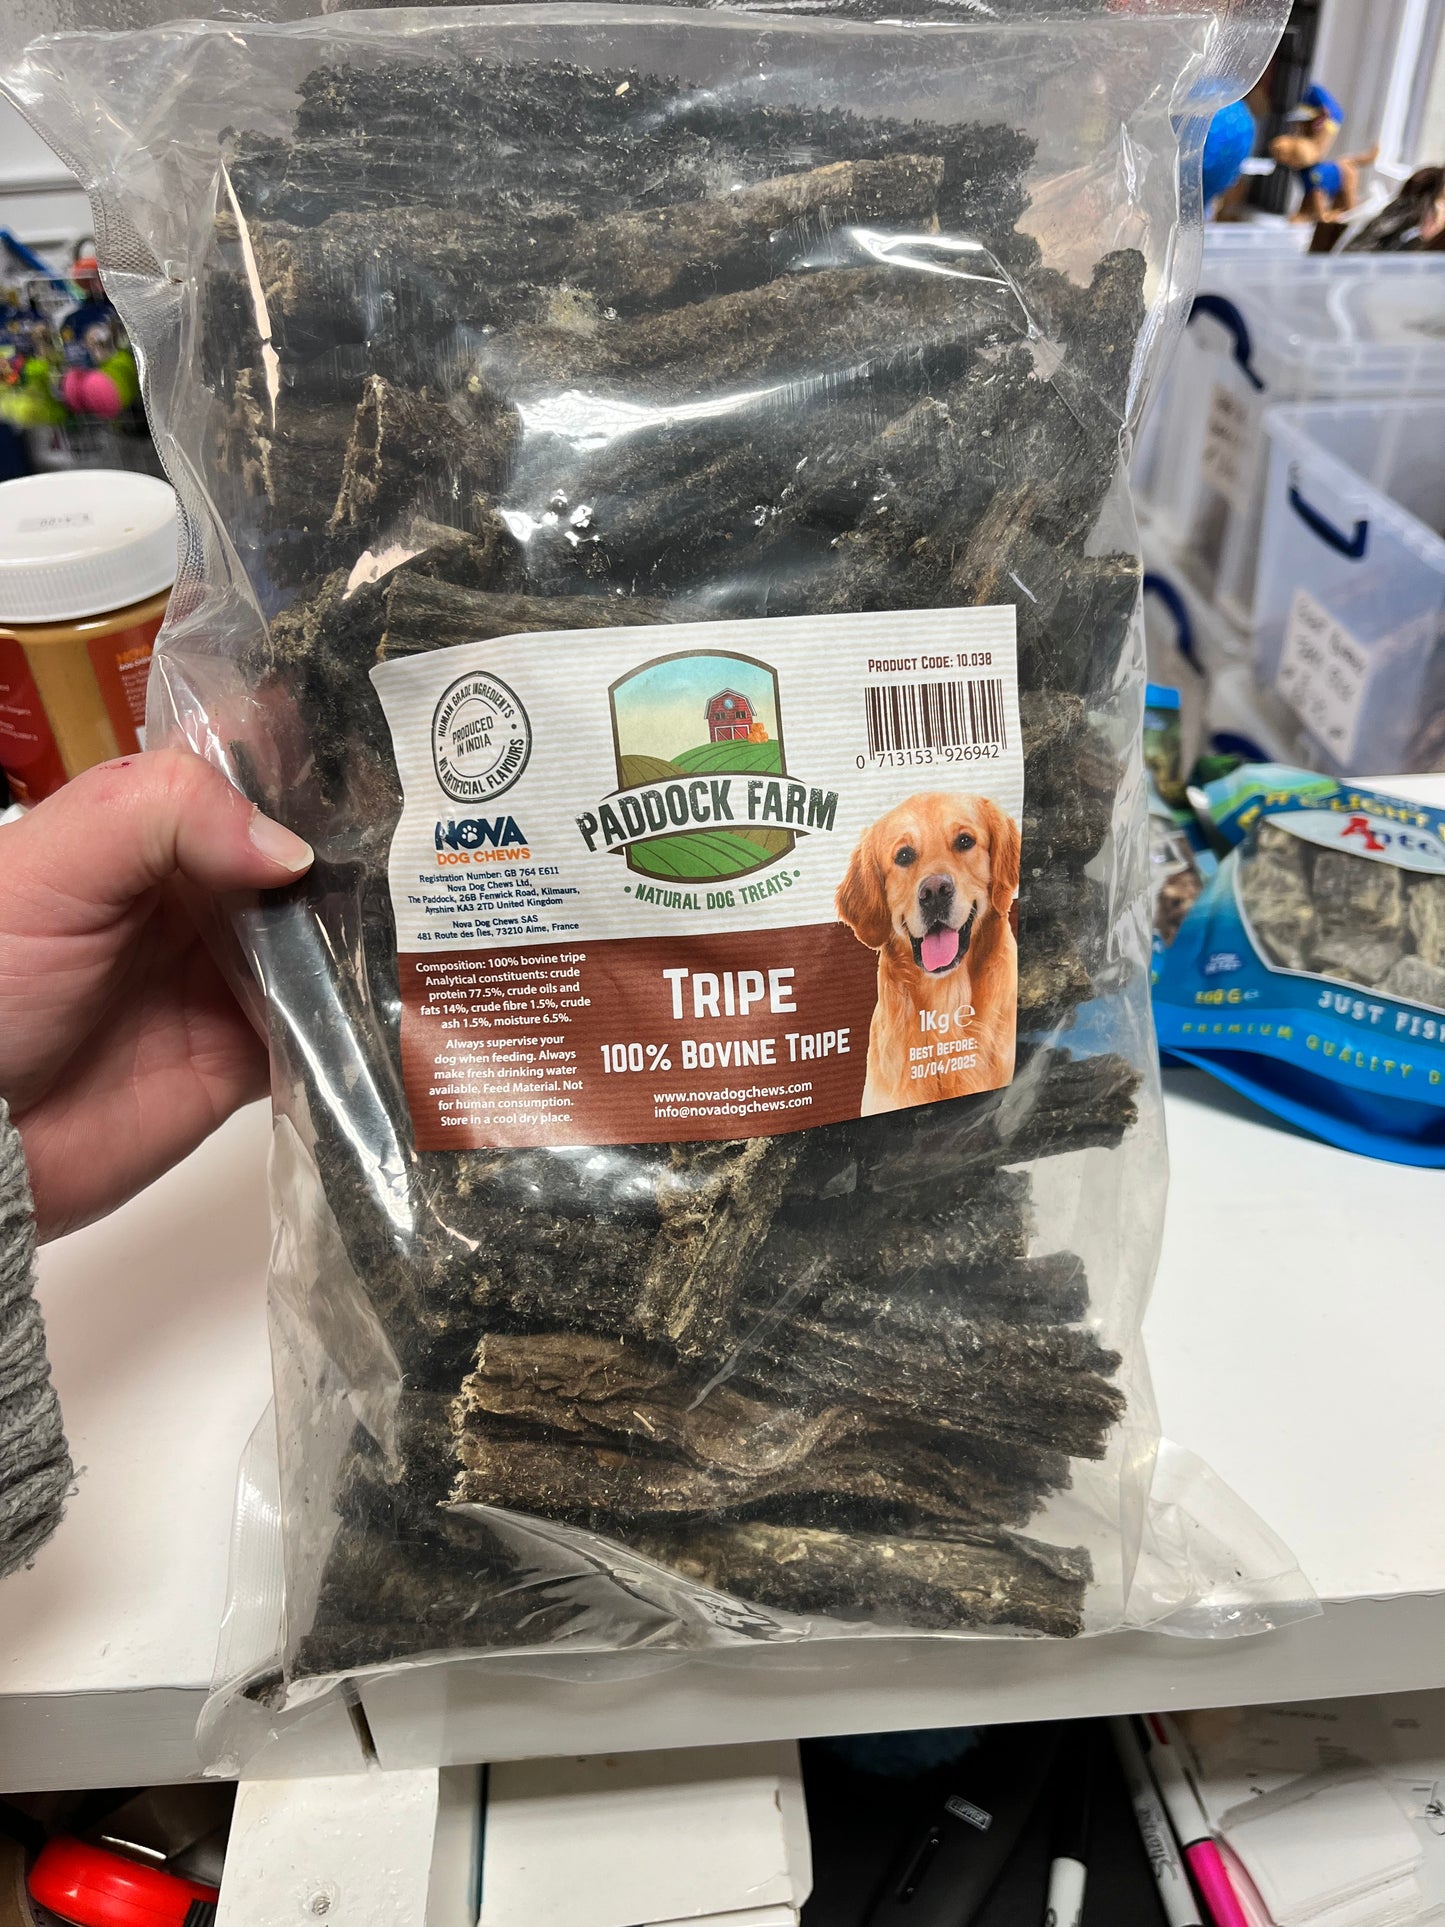 HUMAN GRADE INGREDIENTS
PRODUCED
IN INDIA
NO ARTIFICIAL FLAVOURS
PRODUCT CODE: 10.038
0 713153 926942
NOVA
DOG CHEWS
Registration Number: GB 764 E611
Nova Dog Chews Ltd,
The Paddock, 26B Fenwick Road, Kilmaurs,
Ayrshire KA3 2TD United Kingdom
Nova Dog Chews SAS
481 Route des Îles, 73210 Aime, France
PADDOCK FARM
• NATURAL DOG TREATS •
Composition: 100% bovine tripe
Analytical constituents: crude
protein 77.5%, crude oils and
fats 14%, crude fibre 1.5%, crude
ash 1.5%, moisture 6.5%.
Always supervise your
dog when feeding. Always
make fresh drinking water
available. Feed Material. Not
for human consumption.
Store in a cool dry place.
TRIPE
100% BOVINE TRIPE
www.novadogchews.com
info@novadogchews.com
1Kg e
BEST BEFORE:
30/04/2025
100 G e
JUST FIS
PREMIUM QUALITY D